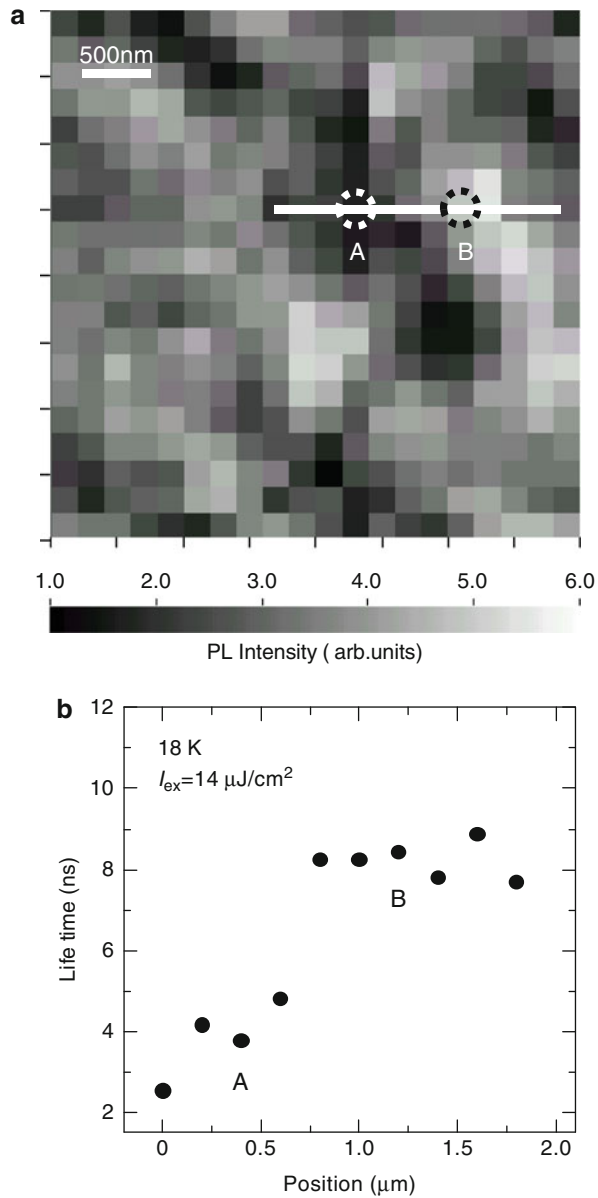 a
500nm
A
B
1.0 2.0 3.0 4.0 5.0 6.0
PL Intensity ( arb.units)
b
12
10
8
6
4
2
18 K
Iex=14 μJ/cm2
B
A
Life time (ns)
0 0.5 1.0 1.5 2.0
Position (μm)